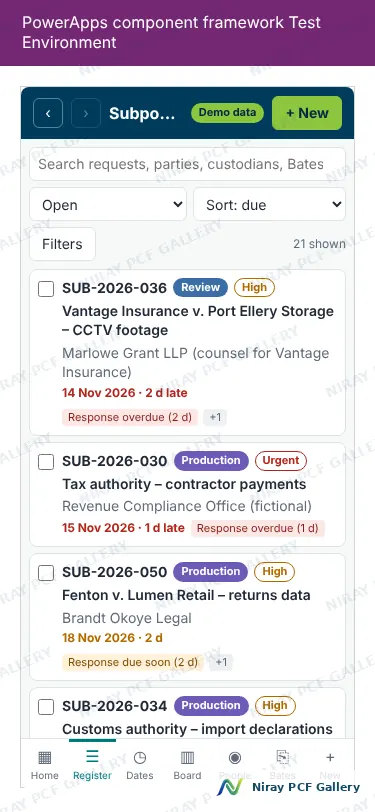 PowerApps component framework Test
Environment
‹ › Subpo... Demo data + New
Search requests, parties, custodians, Bates
Open Sort: due
Filters 21 shown
SUB-2026-036 Review High
Vantage Insurance v. Port Ellery Storage
– CCTV footage
Marlowe Grant LLP (counsel for Vantage
Insurance)
14 Nov 2026 · 2 d late
Response overdue (2 d) +1
SUB-2026-030 Production Urgent
Tax authority – contractor payments
Revenue Compliance Office (fictional)
15 Nov 2026 · 1 d late Response overdue (1 d)
SUB-2026-050 Production High
Fenton v. Lumen Retail – returns data
Brandt Okoye Legal
18 Nov 2026 · 2 d
Response due soon (2 d) +1
SUB-2026-034 Production High
Customs authority – import declarations
Home Register Dates Board People Bates New
Niray PCF Gallery